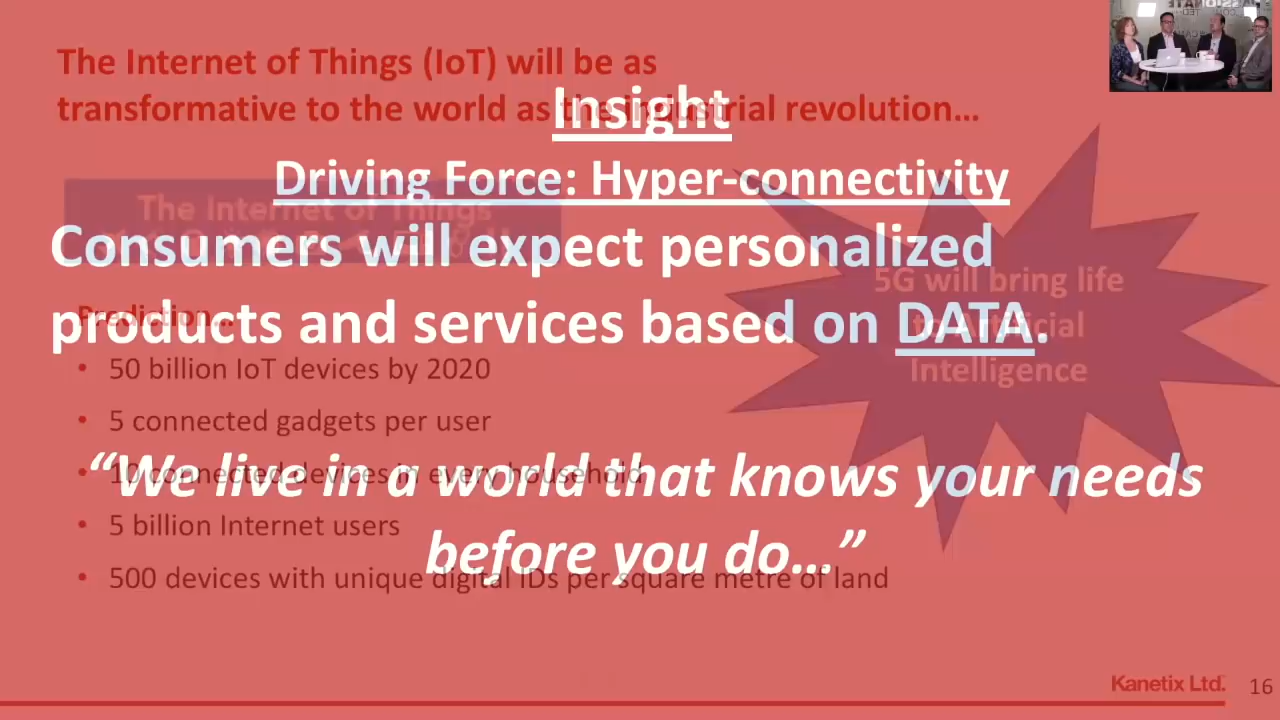 The Internet of Things (IoT) will be as
transformative to the world as the industrial revolution…
Insight
Driving Force: Hyper-connectivity
The Internet of Things
Consumers will expect personalized
products and services based on DATA.
5G will bring life
to Artificial
Intelligence
Prediction…
• 50 billion IoT devices by 2020
• 5 connected gadgets per user
• 10 connected devices in every household
“We live in a world that knows your needs
before you do…”
• 5 billion Internet users
• 500 devices with unique digital IDs per square metre of land
Kanetix Ltd.
16